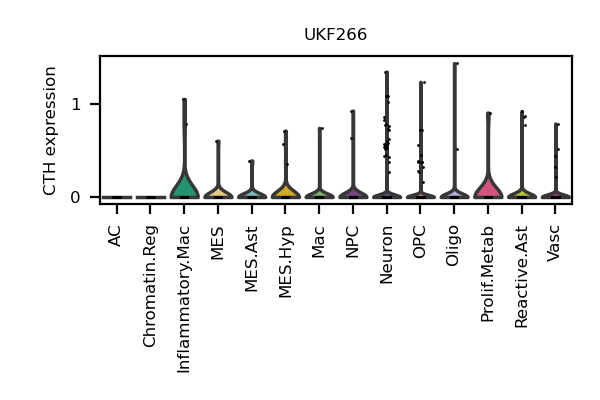 UKF266
CTH expression
1
0
AC
Chromatin.Reg
Inflammatory.Mac
MES
MES.Ast
MES.Hyp
Mac
NPC
Neuron
OPC
Oligo
Prolif.Metab
Reactive.Ast
Vasc